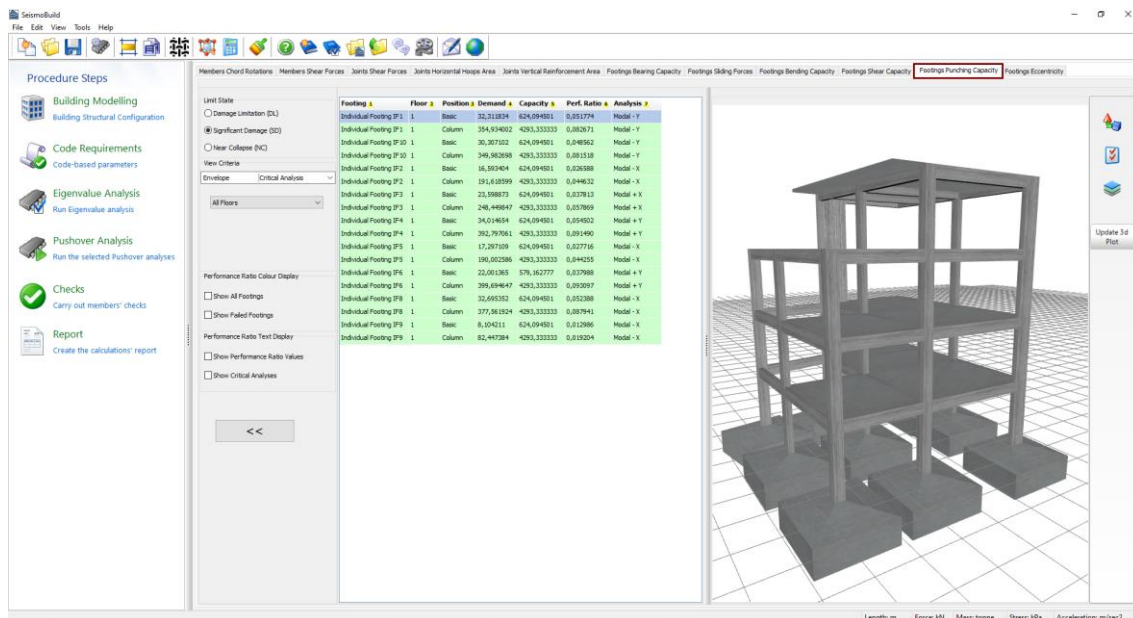 SeismoBuild
File Edit View Tools Help
Procedure Steps
Building Modelling
Building Structural Configuration
Code Requirements
Code-based parameters
Eigenvalue Analysis
Run Eigenvalue analysis
Pushover Analysis
Run the selected Pushover analyses
Checks
Carry out members' checks
Report
Create the calculations' report
Members Chord Rotations Members Shear Forces Joints Shear Forces Joints Horizontal Hoops Area Joints Vertical Reinforcement Area Footings Bearing Capacity Footings Sliding Forces Footings Bending Capacity Footings Shear Capacity Footings Punching Capacity Footings Eccentricity
Limit State
Damage Limitation (DL)
Significant Damage (SD)
Near Collapse (NC)
View Criteria
Envelope Critical Analysis
All Floors
Performance Ratio Colour Display
Show All Footings
Show Failed Footings
Performance Ratio Text Display
Show Performance Ratio Values
Show Critical Analyses
<<
Footing 1 Floor 2 Position 3 Demand 4 Capacity 5 Perf. Ratio 6 Analysis 7
Individual Footing IF1 1 Basic 32,311834 624,094501 0,051774 Modal - Y
Individual Footing IF1 1 Column 354,934002 4293,333333 0,082671 Modal - Y
Individual Footing IF10 1 Basic 30,307102 624,094501 0,048562 Modal - Y
Individual Footing IF10 1 Column 349,982698 4293,333333 0,081518 Modal - Y
Individual Footing IF2 1 Basic 16,593404 624,094501 0,026588 Modal - X
Individual Footing IF2 1 Column 191,618599 4293,333333 0,044632 Modal - X
Individual Footing IF3 1 Basic 23,598873 624,094501 0,037813 Modal + X
Individual Footing IF3 1 Column 248,449847 4293,333333 0,057869 Modal + X
Individual Footing IF4 1 Basic 34,014654 624,094501 0,054502 Modal + Y
Individual Footing IF4 1 Column 392,797061 4293,333333 0,091490 Modal + Y
Individual Footing IF5 1 Basic 17,297109 624,094501 0,027716 Modal - X
Individual Footing IF5 1 Column 190,002586 4293,333333 0,044255 Modal - X
Individual Footing IF6 1 Basic 22,001365 579,162777 0,037988 Modal + Y
Individual Footing IF6 1 Column 399,694647 4293,333333 0,093097 Modal + Y
Individual Footing IF8 1 Basic 32,695352 624,094501 0,052388 Modal - X
Individual Footing IF8 1 Column 377,561924 4293,333333 0,087941 Modal - X
Individual Footing IF9 1 Basic 8,104211 624,094501 0,012986 Modal - X
Individual Footing IF9 1 Column 82,447384 4293,333333 0,019204 Modal - X
Update 3d
Plot
Length: m Force: kN Mass: tonne Stress: kPa Acceleration: m/sec2